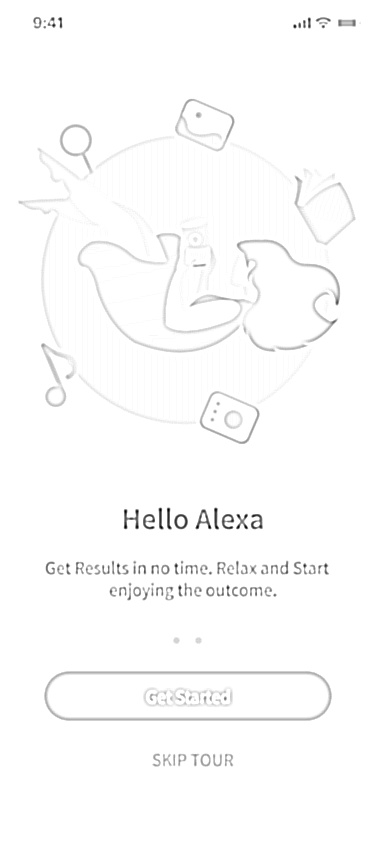 9:41
Hello Alexa
Get Results in no time. Relax and Start
enjoying the outcome.
Get Started
SKIP TOUR